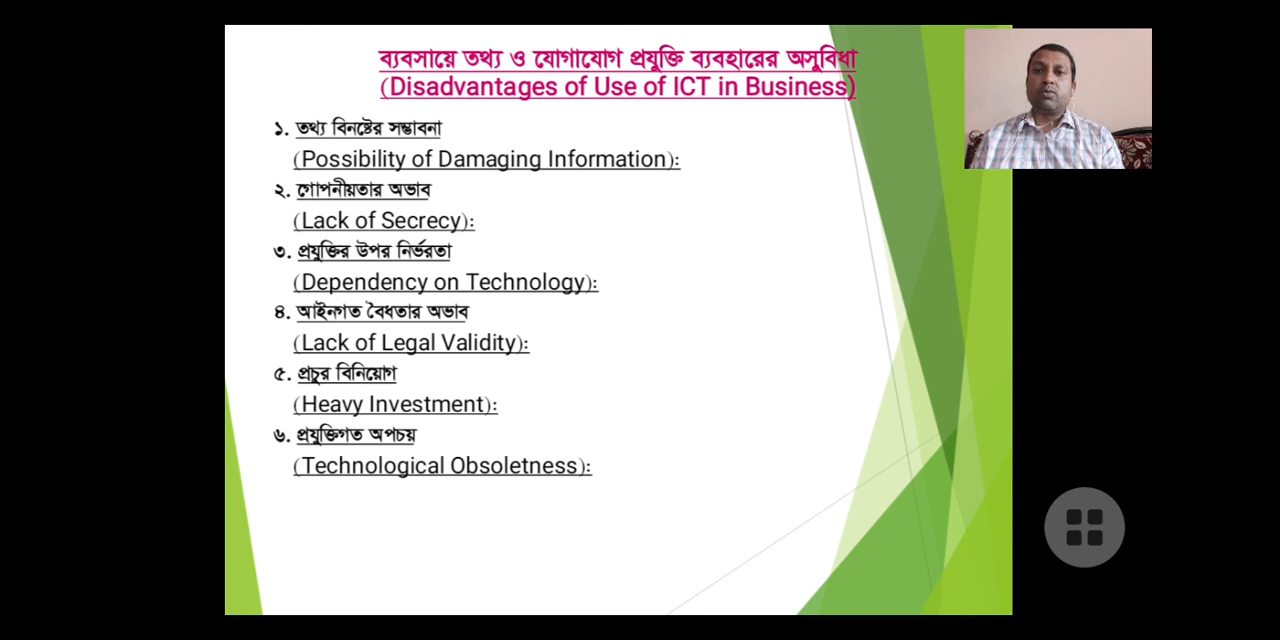 ব্যবসায়ে তথ্য ও যোগাযোগ প্রযুক্তি ব্যবহারের অসুবিধা
(Disadvantages of Use of ICT in Business)
১. তথ্য বিনষ্টের সম্ভাবনা
(Possibility of Damaging Information):
২. গোপনীয়তার অভাব
(Lack of Secrecy):
৩. প্রযুক্তির উপর নির্ভরতা
(Dependency on Technology):
৪. আইনগত বৈধতার অভাব
(Lack of Legal Validity):
৫. প্রচুর বিনিয়োগ
(Heavy Investment):
৬. প্রযুক্তিগত অপচয়
(Technological Obsoletness):